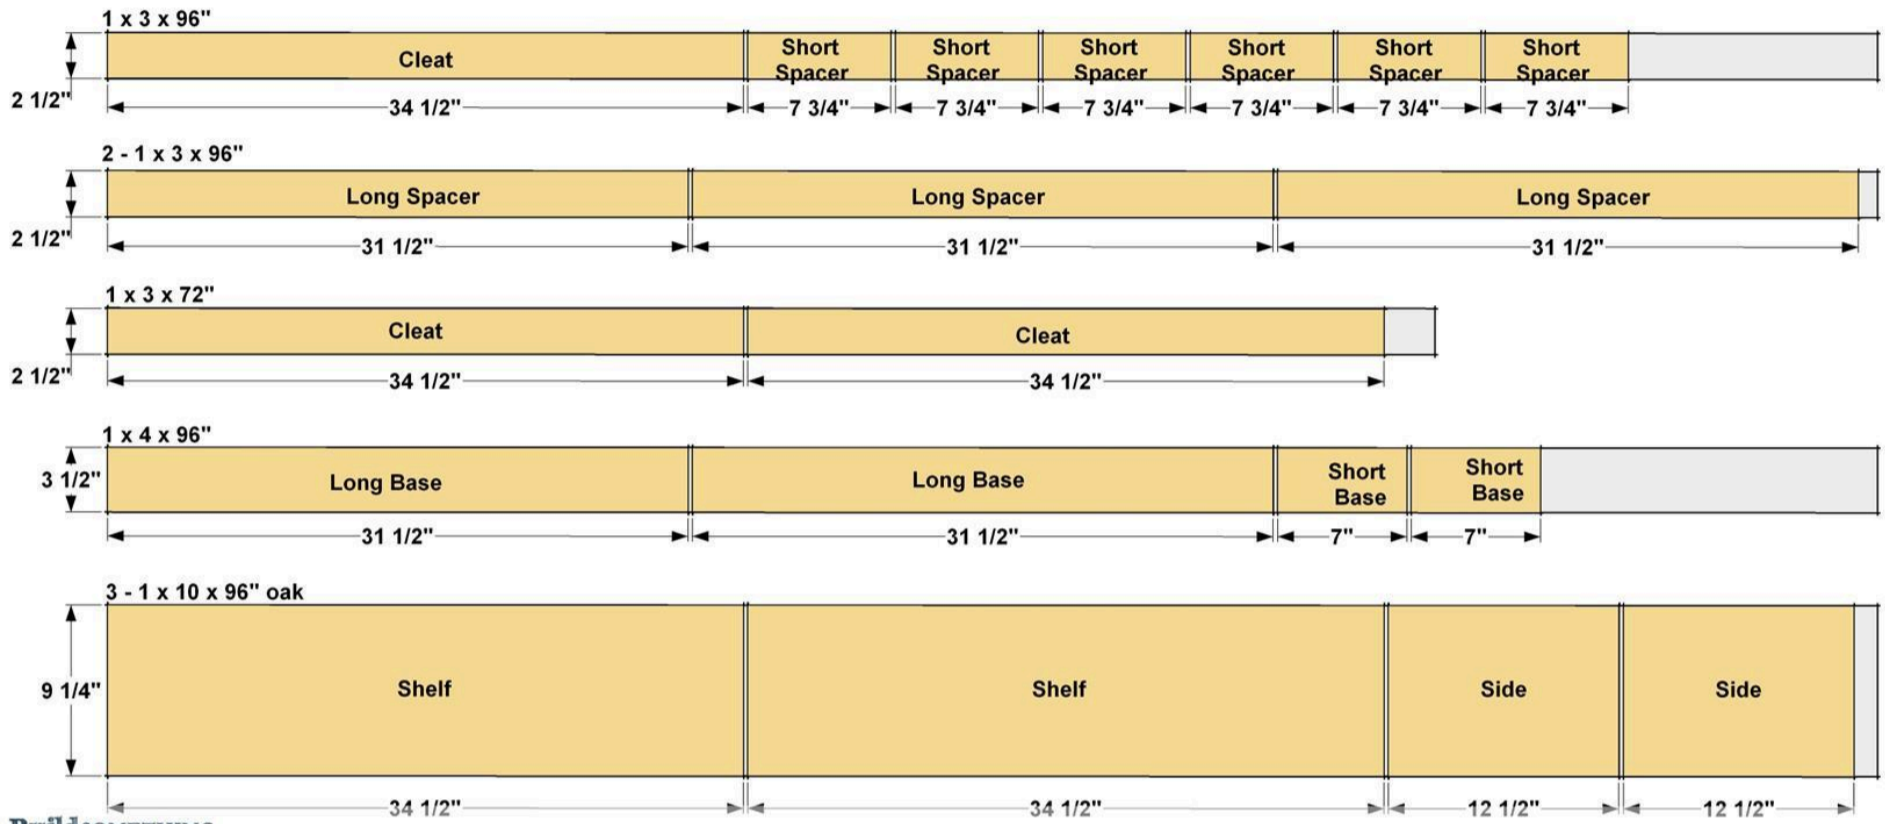 1 x 3 x 96"
Cleat
Short Spacer
Short Spacer
Short Spacer
Short Spacer
Short Spacer
Short Spacer
2 1/2"
34 1/2"
7 3/4"
7 3/4"
7 3/4"
7 3/4"
7 3/4"
7 3/4"
2 - 1 x 3 x 96"
Long Spacer
Long Spacer
Long Spacer
2 1/2"
31 1/2"
31 1/2"
31 1/2"
1 x 3 x 72"
Cleat
Cleat
2 1/2"
34 1/2"
34 1/2"
1 x 4 x 96"
3 1/2"
Long Base
Long Base
Short Base
Short Base
31 1/2"
31 1/2"
7"
7"
3 - 1 x 10 x 96" oak
9 1/4"
Shelf
Shelf
Side
Side
34 1/2"
34 1/2"
12 1/2"
12 1/2"